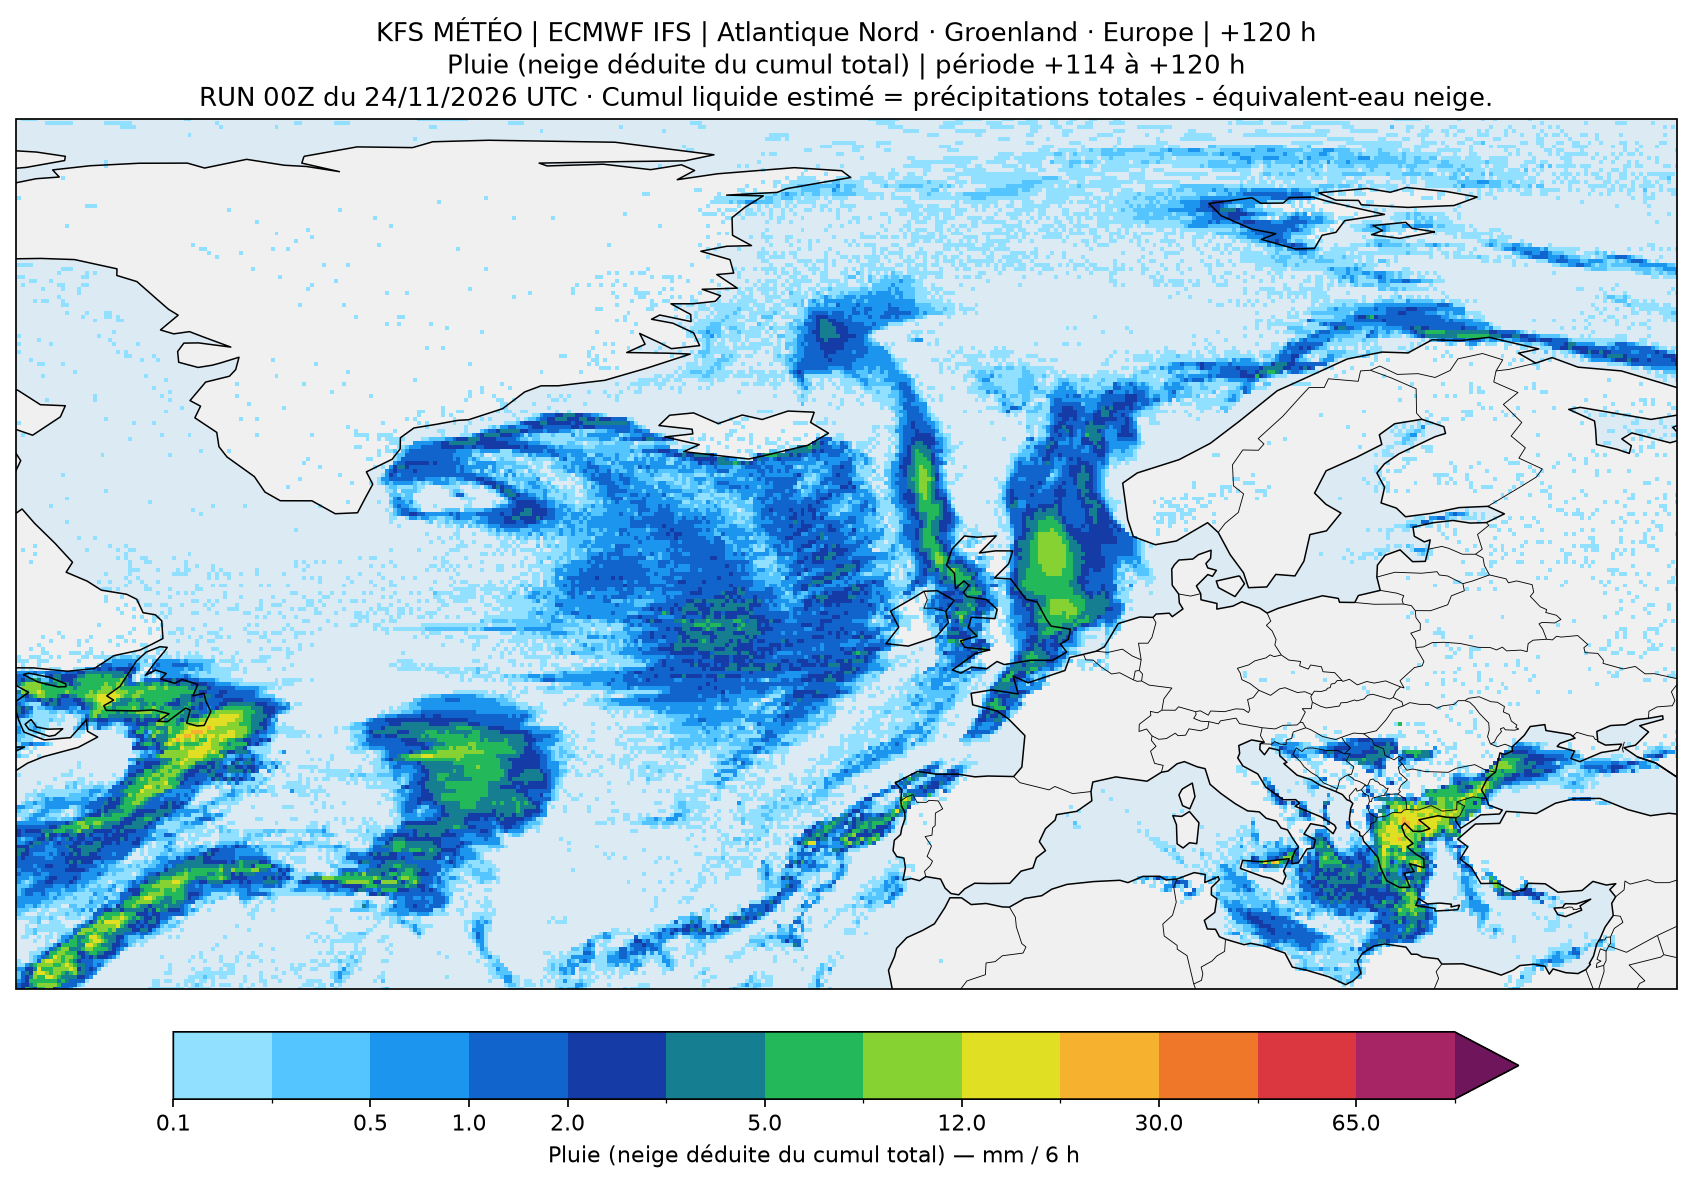 KFS MÉTÉO | ECMWF IFS | Atlantique Nord · Groenland · Europe | +120 h
Pluie (neige déduite du cumul total) | période +114 à +120 h
RUN 00Z du 24/11/2026 UTC · Cumul liquide estimé = précipitations totales - équivalent-eau neige.
0.1 0.5 1.0 2.0 5.0 12.0 30.0 65.0
Pluie (neige déduite du cumul total) — mm / 6 h